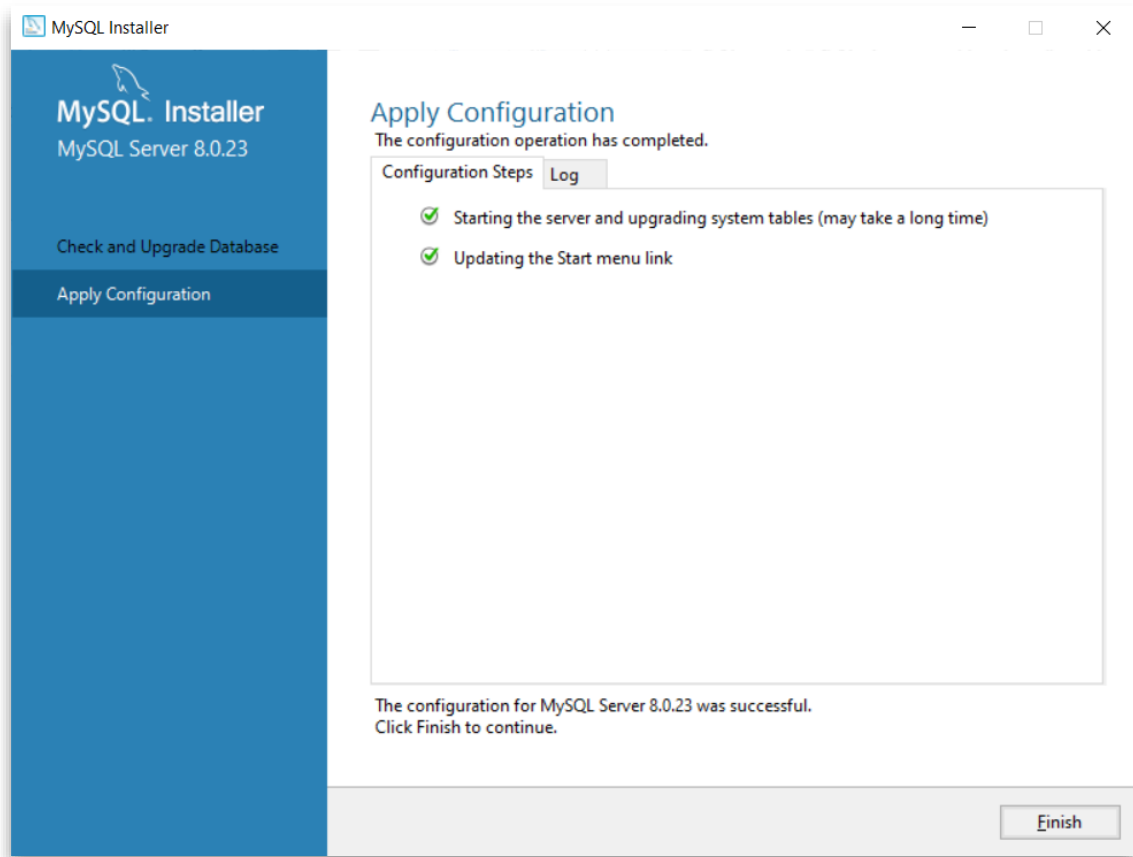 MySQL Installer
MySQL. Installer
MySQL Server 8.0.23
Check and Upgrade Database
Apply Configuration
Apply Configuration
The configuration operation has completed.
Configuration Steps Log
Starting the server and upgrading system tables (may take a long time)
Updating the Start menu link
The configuration for MySQL Server 8.0.23 was successful.
Click Finish to continue.
Finish